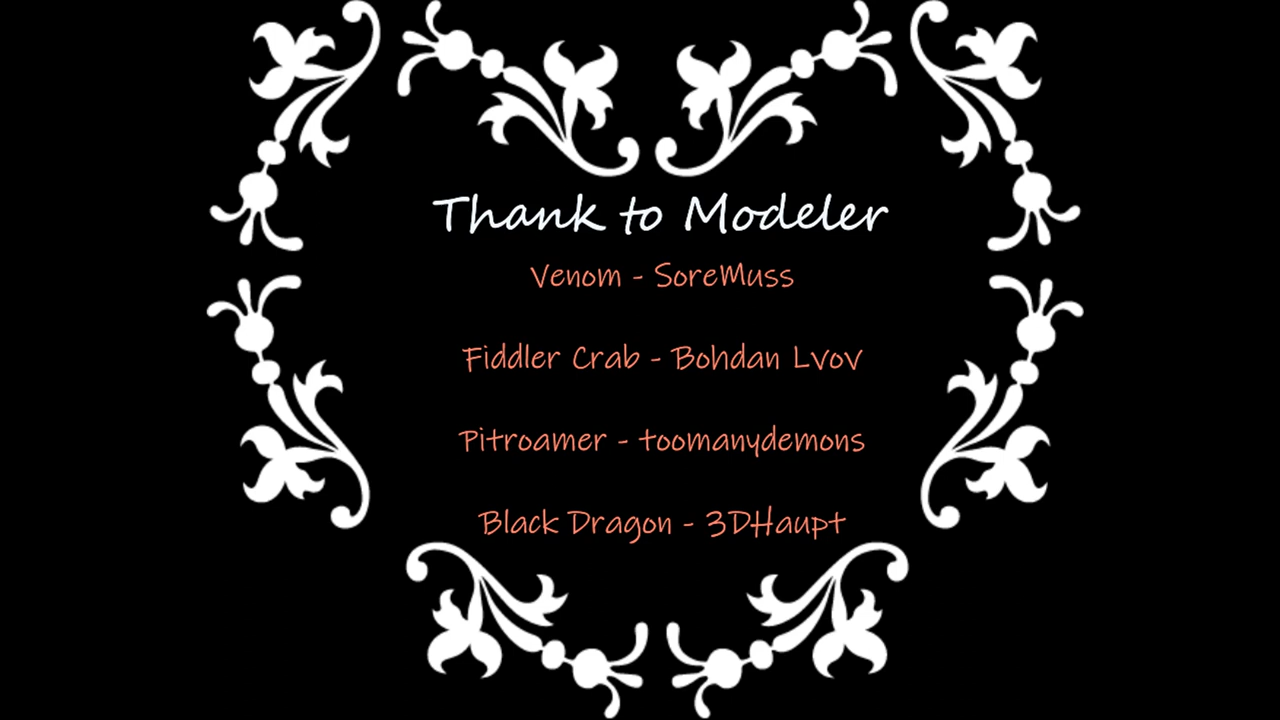 Thank to Modeler
Venom - SoreMuss
Fiddler Crab - Bohdan Lvov
Pitroamer - toomanydemons
Black Dragon - 3DHaupt